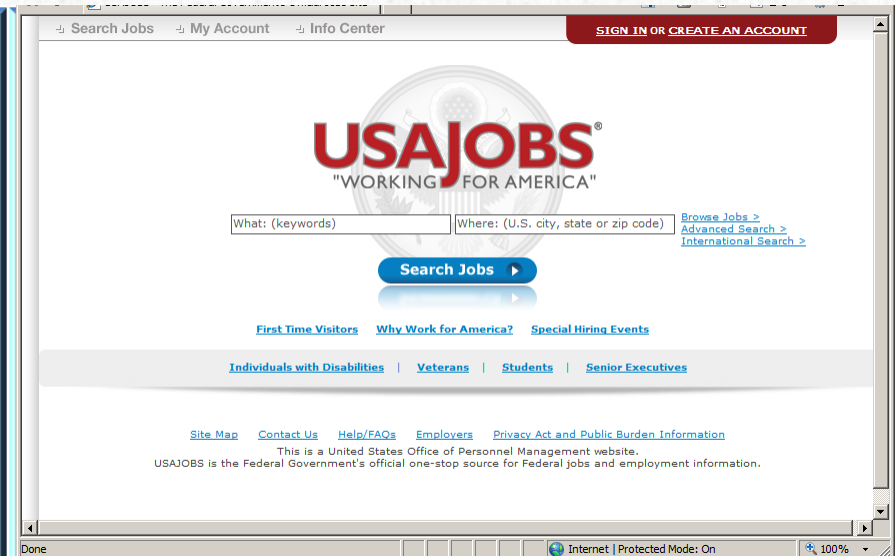 Search Jobs My Account Info Center SIGN IN OR CREATE AN ACCOUNT
USAJOBS®
"WORKING FOR AMERICA"
What: (keywords) Where: (U.S. city, state or zip code)
Browse Jobs >
Advanced Search >
International Search >
Search Jobs
First Time Visitors Why Work for America? Special Hiring Events
Individuals with Disabilities | Veterans | Students | Senior Executives
Site Map Contact Us Help/FAQs Employers Privacy Act and Public Burden Information
This is a United States Office of Personnel Management website.
USAJOBS is the Federal Government's official one-stop source for Federal jobs and employment information.
Done Internet | Protected Mode: On 100%